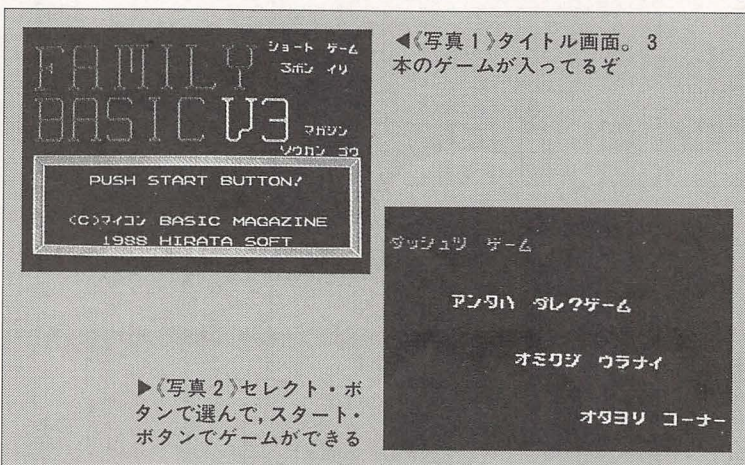 FAMILY
ショート ゲーム
3ボン イリ
BASIC V3
マガジン
ゾウカン ゴウ
PUSH START BUTTON!
(C)マイコン BASIC MAGAZINE
1988 HIRATA SOFT
◀《写真1》タイトル画面。3
本のゲームが入ってるぞ
ダッシュツ ゲーム
アンタハ ダレ?ゲーム
オミクジ ウラナイ
オタヨリ コーナー
▶《写真2》セレクト・ボ
タンで選んで,スタート・
ボタンでゲームができる